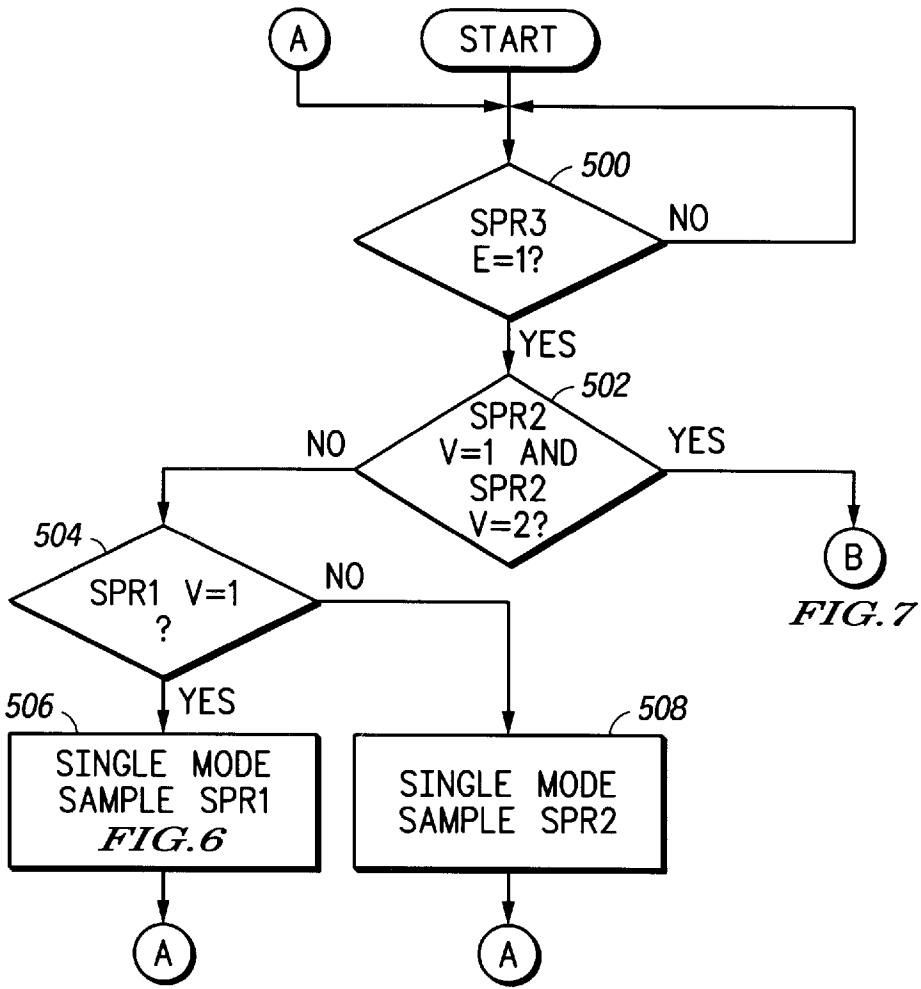 A
START
500
SPR3
E=1?
NO
YES
502
SPR2
V=1 AND
SPR2
V=2?
NO
YES
504
SPR1 V=1
?
NO
B
FIG.7
YES
506
SINGLE MODE
SAMPLE SPR1
FIG.6
508
SINGLE MODE
SAMPLE SPR2
A
A